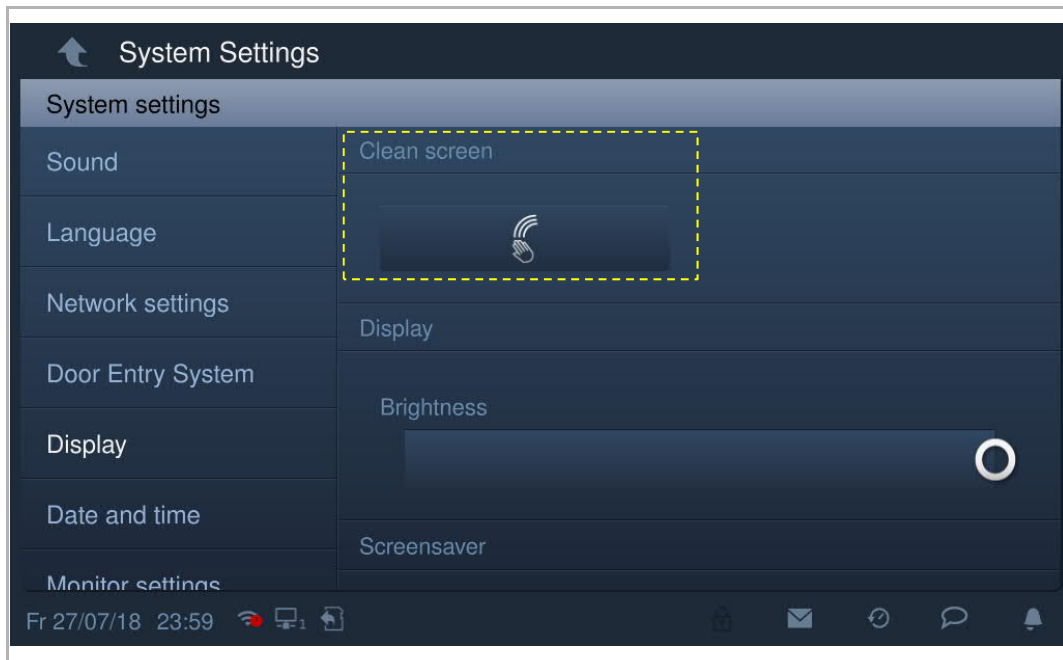 System Settings
System settings
Sound
Language
Network settings
Door Entry System
Display
Date and time
Monitor settings
Clean screen
Display
Brightness
Screensaver
Fr 27/07/18 23:59
1